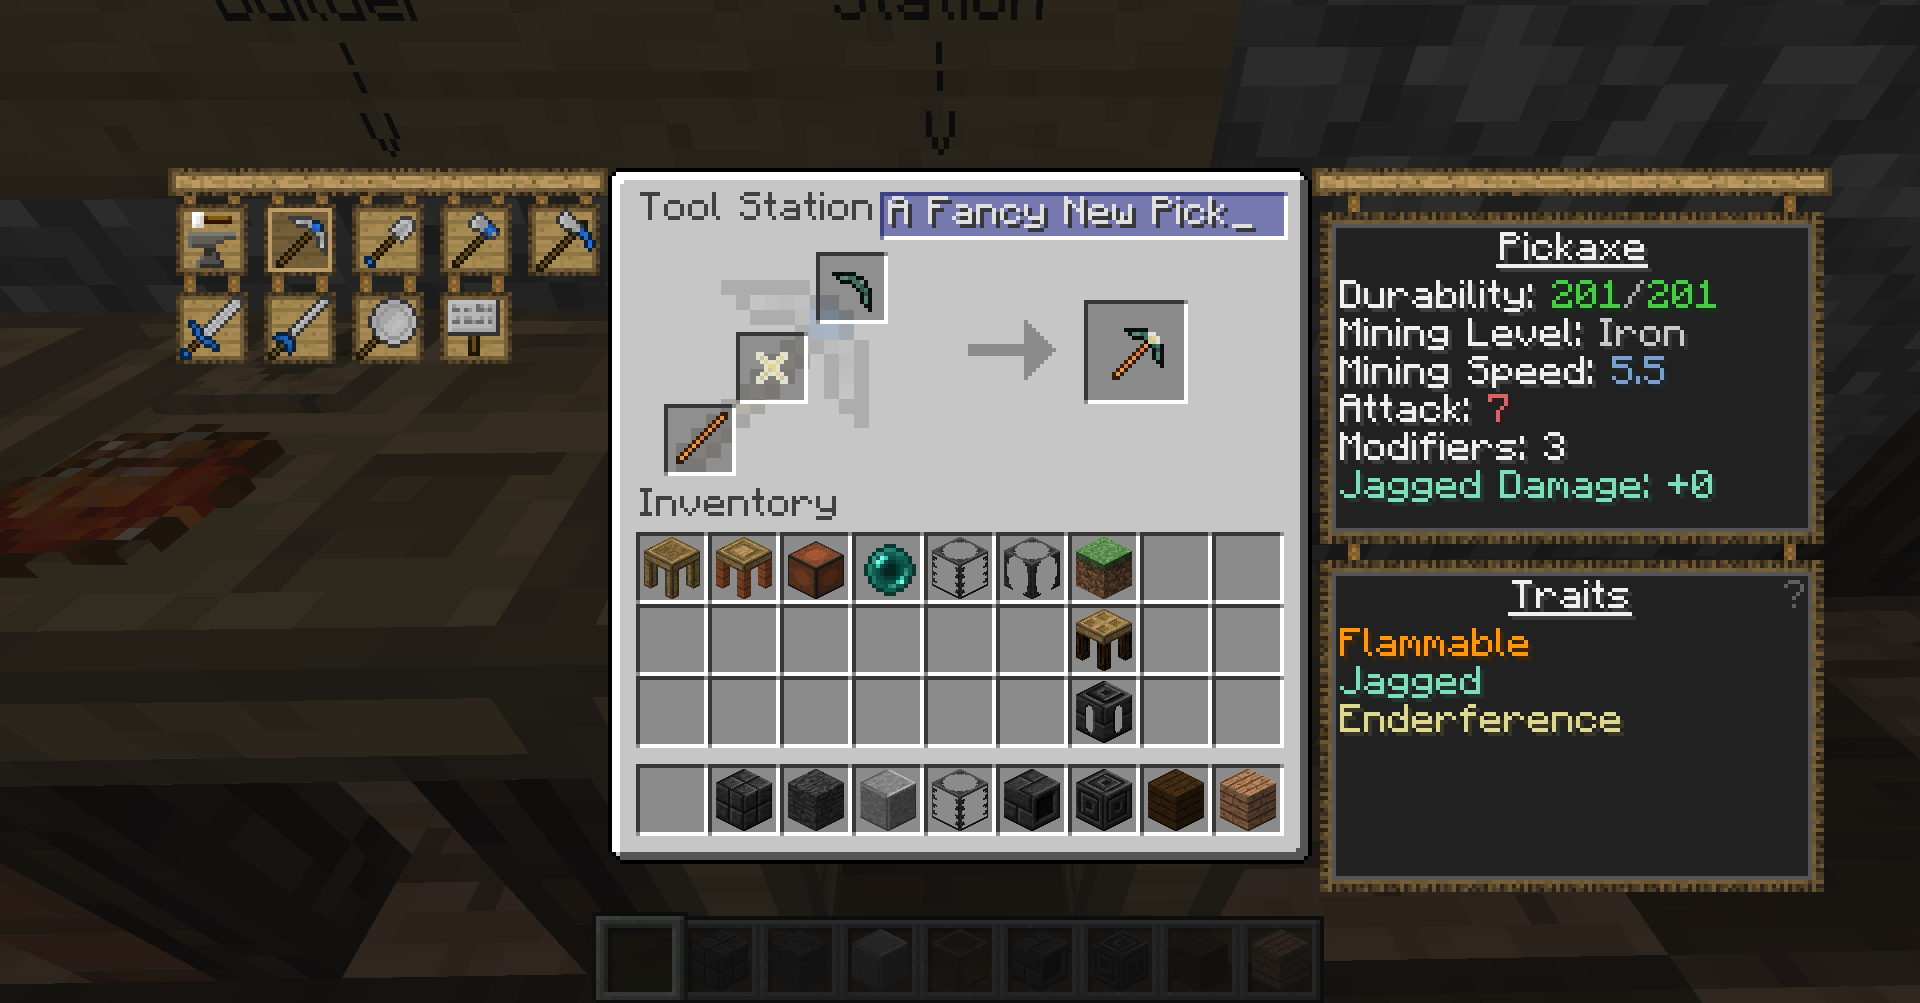 Station
Tool Station
A Fancy New Pick_
Pickaxe
Durability: 201/201
Mining Level: Iron
Mining Speed: 5.5
Attack: 7
Modifiers: 3
Jagged Damage: +0
Inventory
Traits
?
Flammable
Jagged
Enderference